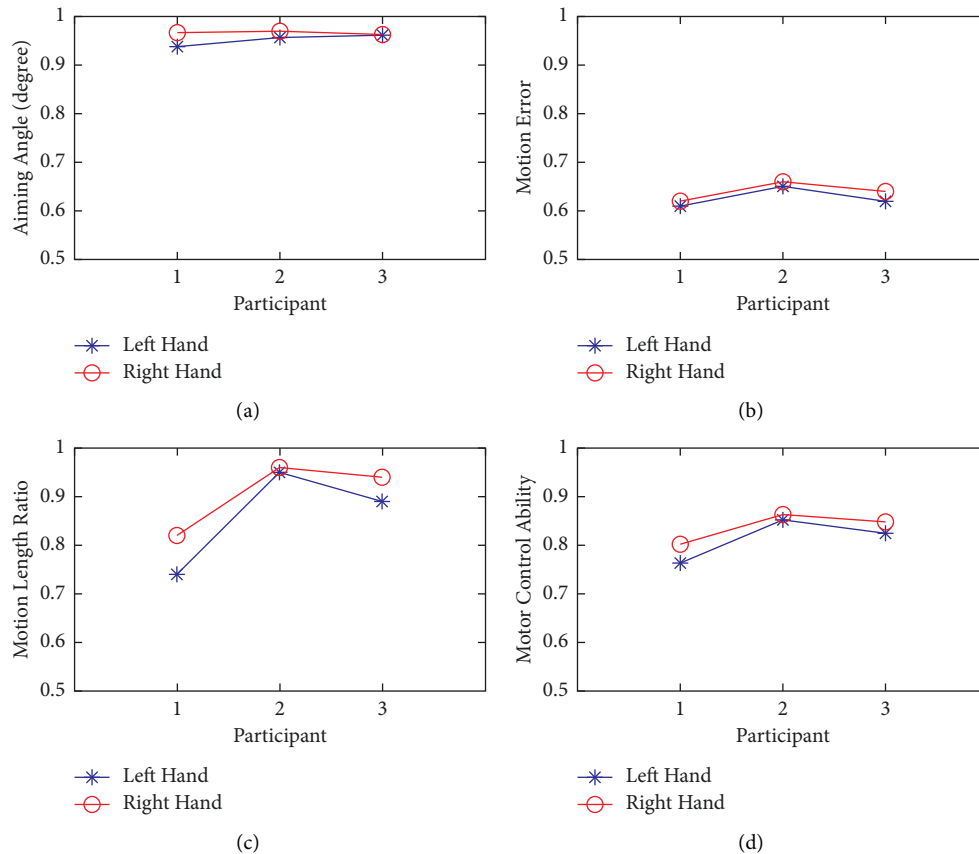 Aiming Angle (degree)
1
0.9
0.8
0.7
0.6
0.5
1 2 3
Participant
Left Hand
Right Hand
(a)
Motion Error
1
0.9
0.8
0.7
0.6
0.5
1 2 3
Participant
Left Hand
Right Hand
(b)
Motion Length Ratio
1
0.9
0.8
0.7
0.6
0.5
1 2 3
Participant
Left Hand
Right Hand
(c)
Motor Control Ability
1
0.9
0.8
0.7
0.6
0.5
1 2 3
Participant
Left Hand
Right Hand
(d)